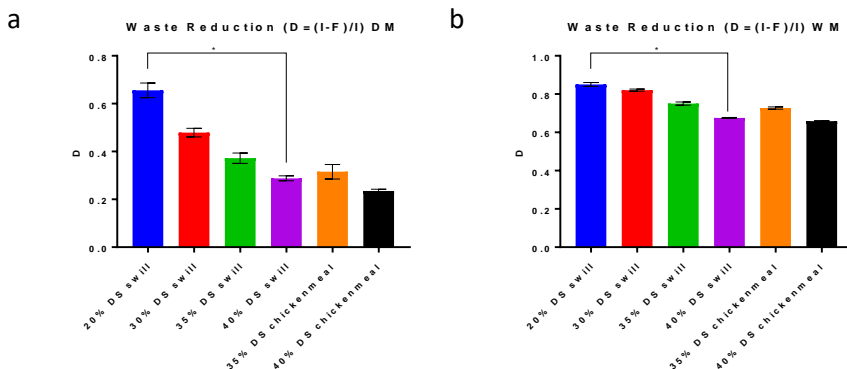 a
Waste Reduction (D=(I-F)/I) DM
*
0.8
0.6
0.4
0.2
0.0
D
20% DS swill
30% DS swill
35% DS swill
40% DS swill
35% DS chickenmeal
40% DS chickenmeal
b
Waste Reduction (D=(I-F)/I) WM
*
1.0
0.8
0.6
0.4
0.2
0.0
D
20% DS swill
30% DS swill
35% DS swill
40% DS swill
35% DS chickenmeal
40% DS chickenmeal